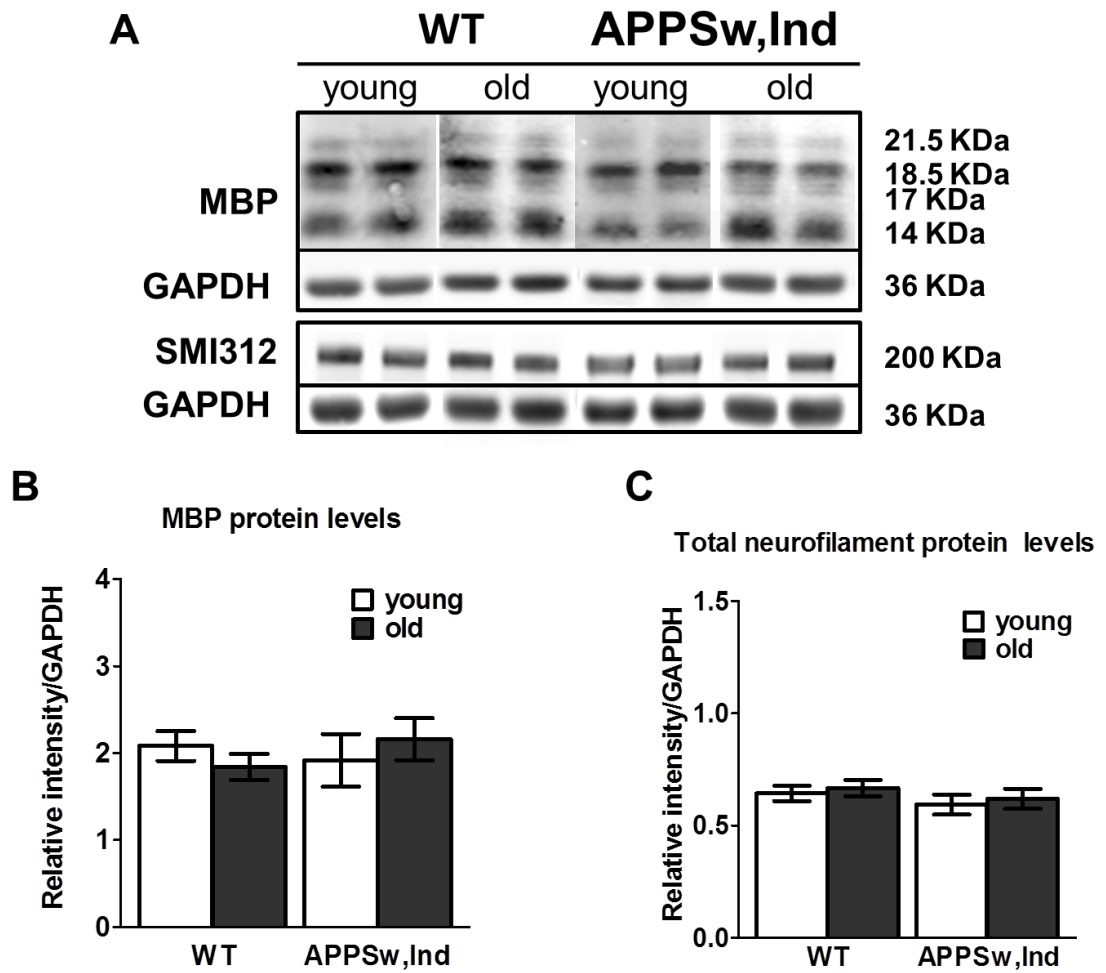 A
WT APPSw,Ind
young old young old
MBP
21.5 KDa
18.5 KDa
17 KDa
14 KDa
GAPDH 36 KDa
SMI312 200 KDa
GAPDH 36 KDa
B
MBP protein levels
Relative intensity/GAPDH
4
3
2
1
0
young
old
WT APPSw,Ind
C
Total neurofilament protein levels
Relative intensity/GAPDH
1.5
1.0
0.5
0.0
young
old
WT APPSw,Ind